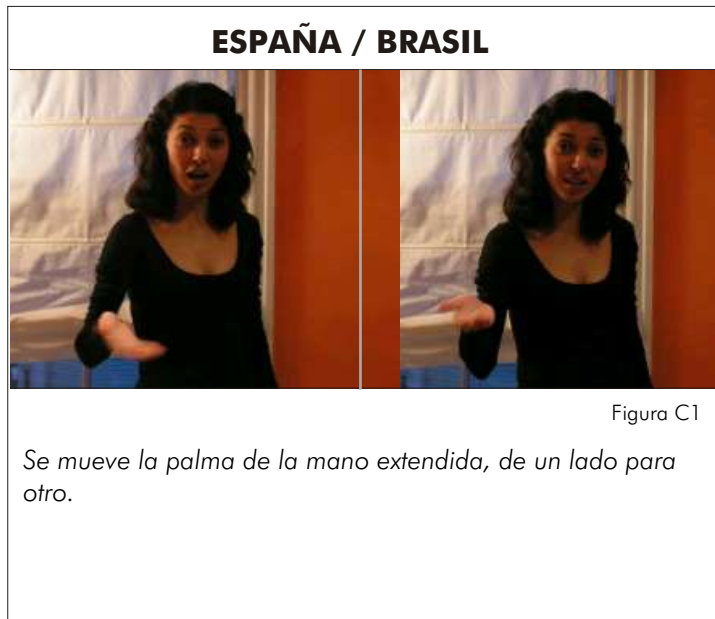 ESPAÑA / BRASIL
Figura C1
Se mueve la palma de la mano extendida, de un lado para
otro.